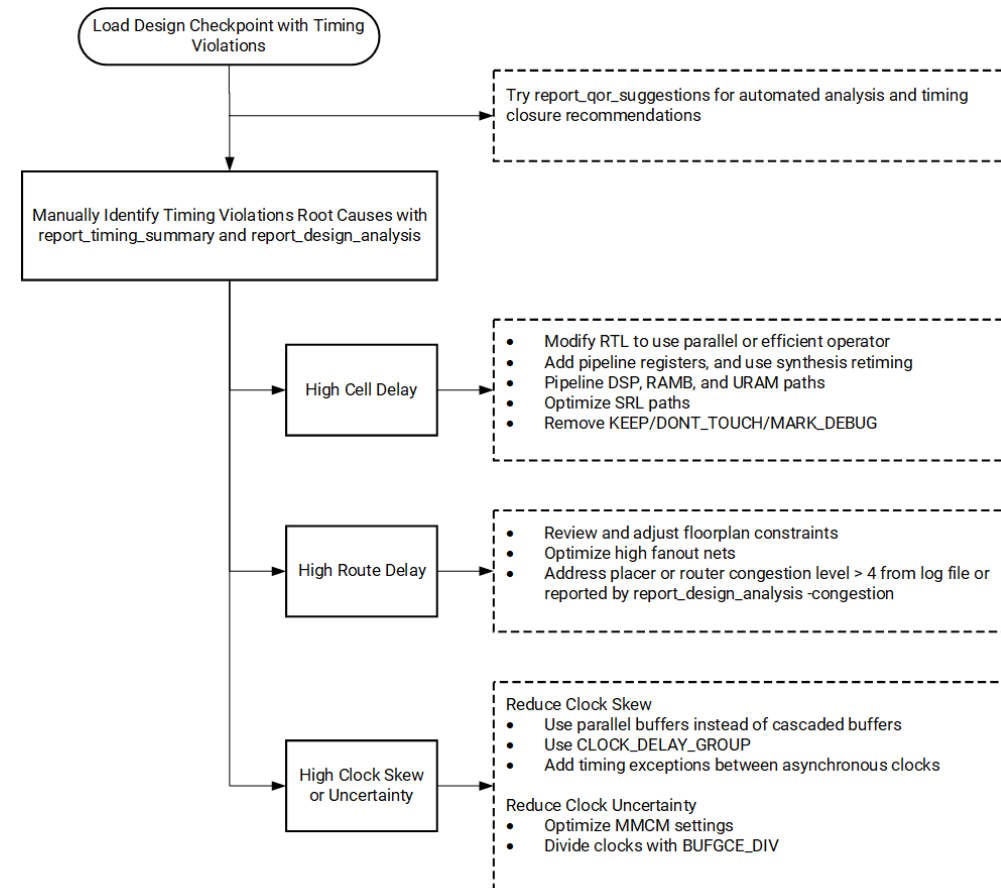 Load Design Checkpoint with Timing
Violations
Try report_qor_suggestions for automated analysis and timing
closure recommendations
Manually Identify Timing Violations Root Causes with
report_timing_summary and report_design_analysis
High Cell Delay
• Modify RTL to use parallel or efficient operator
• Add pipeline registers, and use synthesis retiming
• Pipeline DSP, RAMB, and URAM paths
• Optimize SRL paths
• Remove KEEP/DONT_TOUCH/MARK_DEBUG
High Route Delay
• Review and adjust floorplan constraints
• Optimize high fanout nets
• Address placer or router congestion level > 4 from log file or
reported by report_design_analysis -congestion
High Clock Skew
or Uncertainty
Reduce Clock Skew
• Use parallel buffers instead of cascaded buffers
• Use CLOCK_DELAY_GROUP
• Add timing exceptions between asynchronous clocks
Reduce Clock Uncertainty
• Optimize MMCM settings
• Divide clocks with BUFGCE_DIV